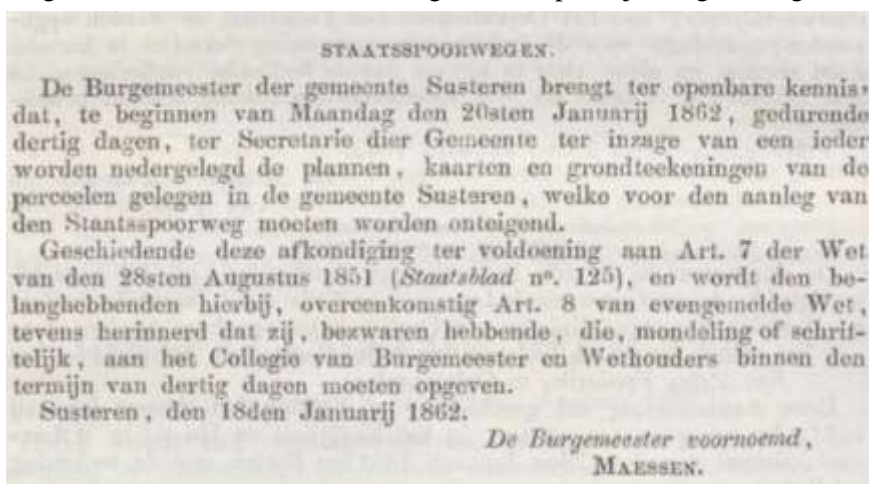 STAATSSPOORWEGEN.
De Burgemeester der gemeente Susteren brengt ter openbare kennis,
dat, te beginnen van Maandag den 20sten Januarij 1862, gedurende
dertig dagen, ter Secretarie dier Gemeente ter inzage van een ieder
worden nedergelegd de plannen, kaarten en grondteekeningen van de
perceelen gelegen in de gemeente Susteren, welke voor den aanleg van
den Staatsspoorweg moeten worden onteigend.
Geschiedende deze afkondiging ter voldoening aan Art. 7 der Wet
van den 28sten Augustus 1851 (Staatsblad nº. 125), en wordt den be-
langhebbenden hierbij, overeenkomstig Art. 8 van evengemelde Wet,
tevens herinnerd dat zij, bezwaren hebbende, die, mondeling of schrif-
telijk, aan het Collegie van Burgemeester en Wethouders binnen den
termijn van dertig dagen moeten opgeven.
Susteren, den 18den Januarij 1862.
De Burgemeester voornoemd,
MAESSEN.